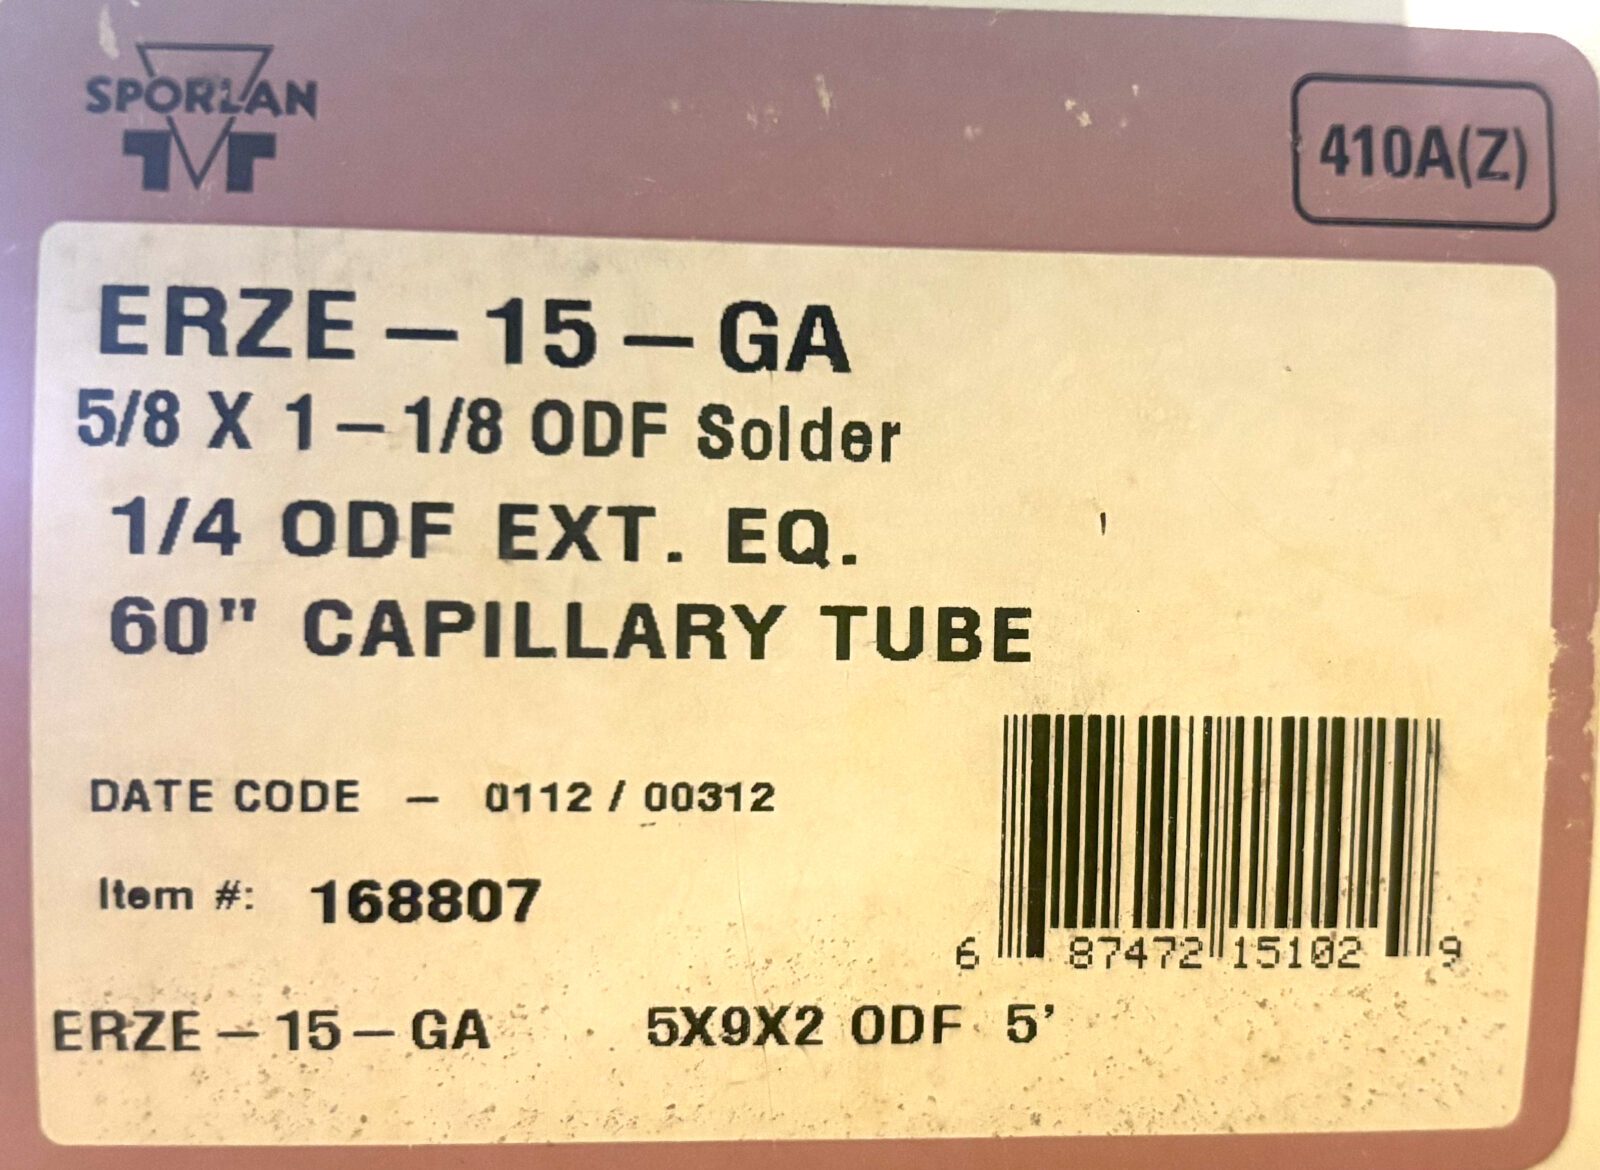 SPORLAN
410A(Z)
ERZE-15-GA
5/8 X 1-1/8 ODF Solder
1/4 ODF EXT. EQ.
60" CAPILLARY TUBE
DATE CODE - 0112 / 00312
Item #: 168807
6 87472 15102 9
ERZE-15-GA 5X9X2 ODF 5'